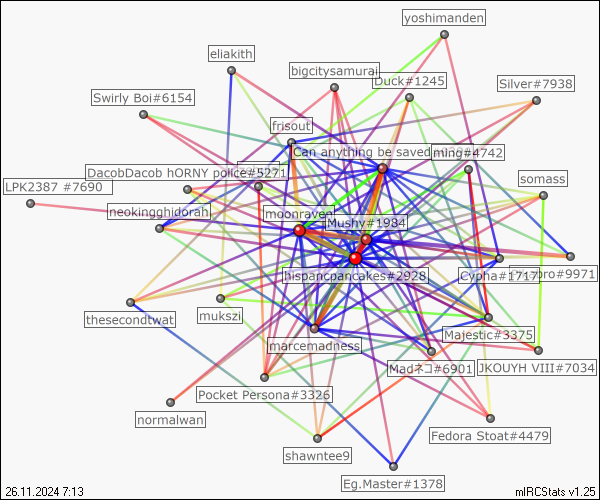 yoshimanden
eliakith
bigcitysamurai
Duck#1245
Silver#7938
Swirly Boi#6154
frisout
Can anything be saved
ming#4742
DacobDacob hORNY police#5271
LPK2387 #7690
somass
neokingghidorah
moonraven
Mushy#1984
hispancpancakes#2928
Cypha#1717
#9971
thesecondtwat
mukszi
marcemadness
Majestic#3375
Madネコ#6901
JKOUYH VIII#7034
Pocket Persona#3326
normalwan
Fedora Stoat#4479
shawntee9
Eg.Master#1378
26.11.2024 7:13
mIRCStats v1.25